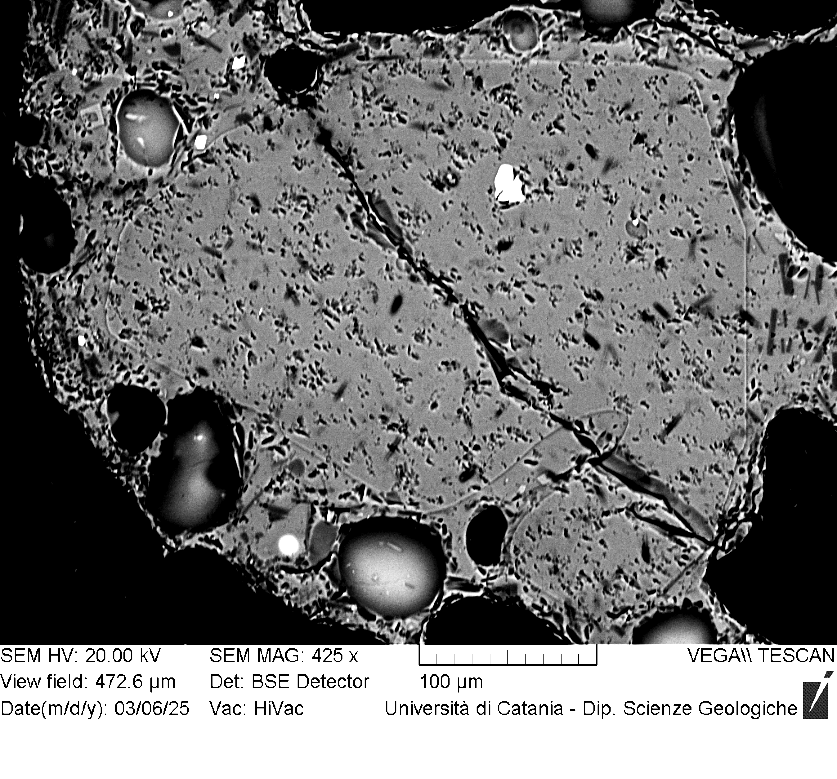 SEM HV: 20.00 kV SEM MAG: 425 x VEGA\\ TESCAN
View field: 472.6 µm Det: BSE Detector 100 µm
Date(m/d/y): 03/06/25 Vac: HiVac Università di Catania - Dip. Scienze Geologiche